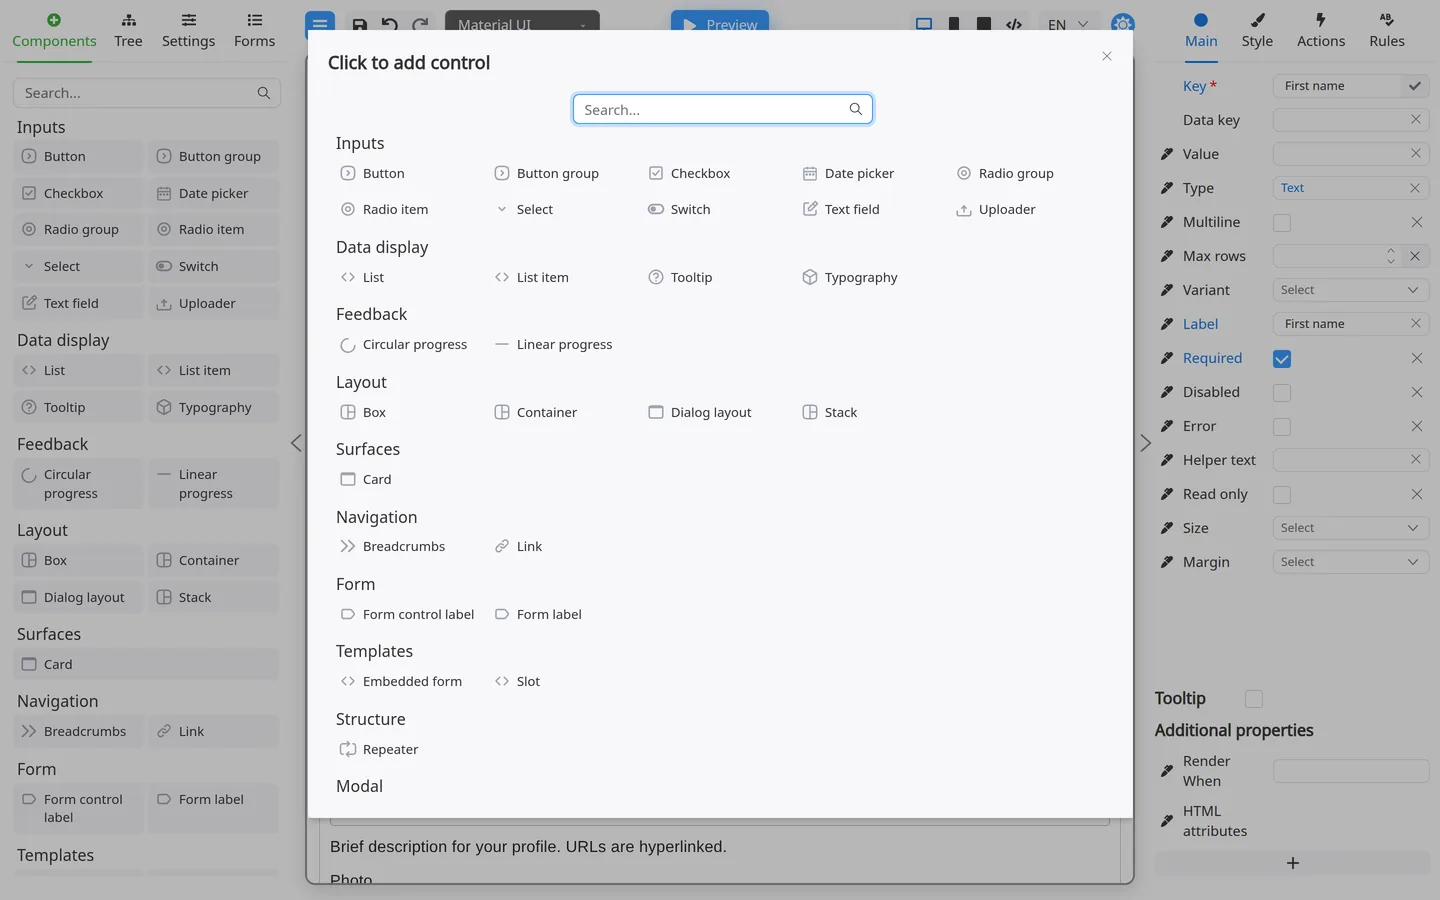 Components
Tree
Settings
Forms
Material UI
Preview
EN
Main
Style
Actions
Rules
Search...
Inputs
Button
Button group
Checkbox
Date picker
Radio group
Radio item
Select
Switch
Text field
Uploader
Data display
List
List item
Tooltip
Typography
Feedback
Circular progress
Linear progress
Layout
Box
Container
Dialog layout
Stack
Surfaces
Card
Navigation
Breadcrumbs
Link
Form
Form control label
Form label
Templates
Click to add control
Search...
Inputs
Button
Button group
Checkbox
Date picker
Radio group
Radio item
Select
Switch
Text field
Uploader
Data display
List
List item
Tooltip
Typography
Feedback
Circular progress
Linear progress
Layout
Box
Container
Dialog layout
Stack
Surfaces
Card
Navigation
Breadcrumbs
Link
Form
Form control label
Form label
Templates
Embedded form
Slot
Structure
Repeater
Modal
Brief description for your profile. URLs are hyperlinked.
Photo
Key * First name
Data key
Value
Type Text
Multiline
Max rows
Variant Select
Label First name
Required
Disabled
Error
Helper text
Read only
Size Select
Margin Select
Tooltip
Additional properties
Render
When
HTML
attributes